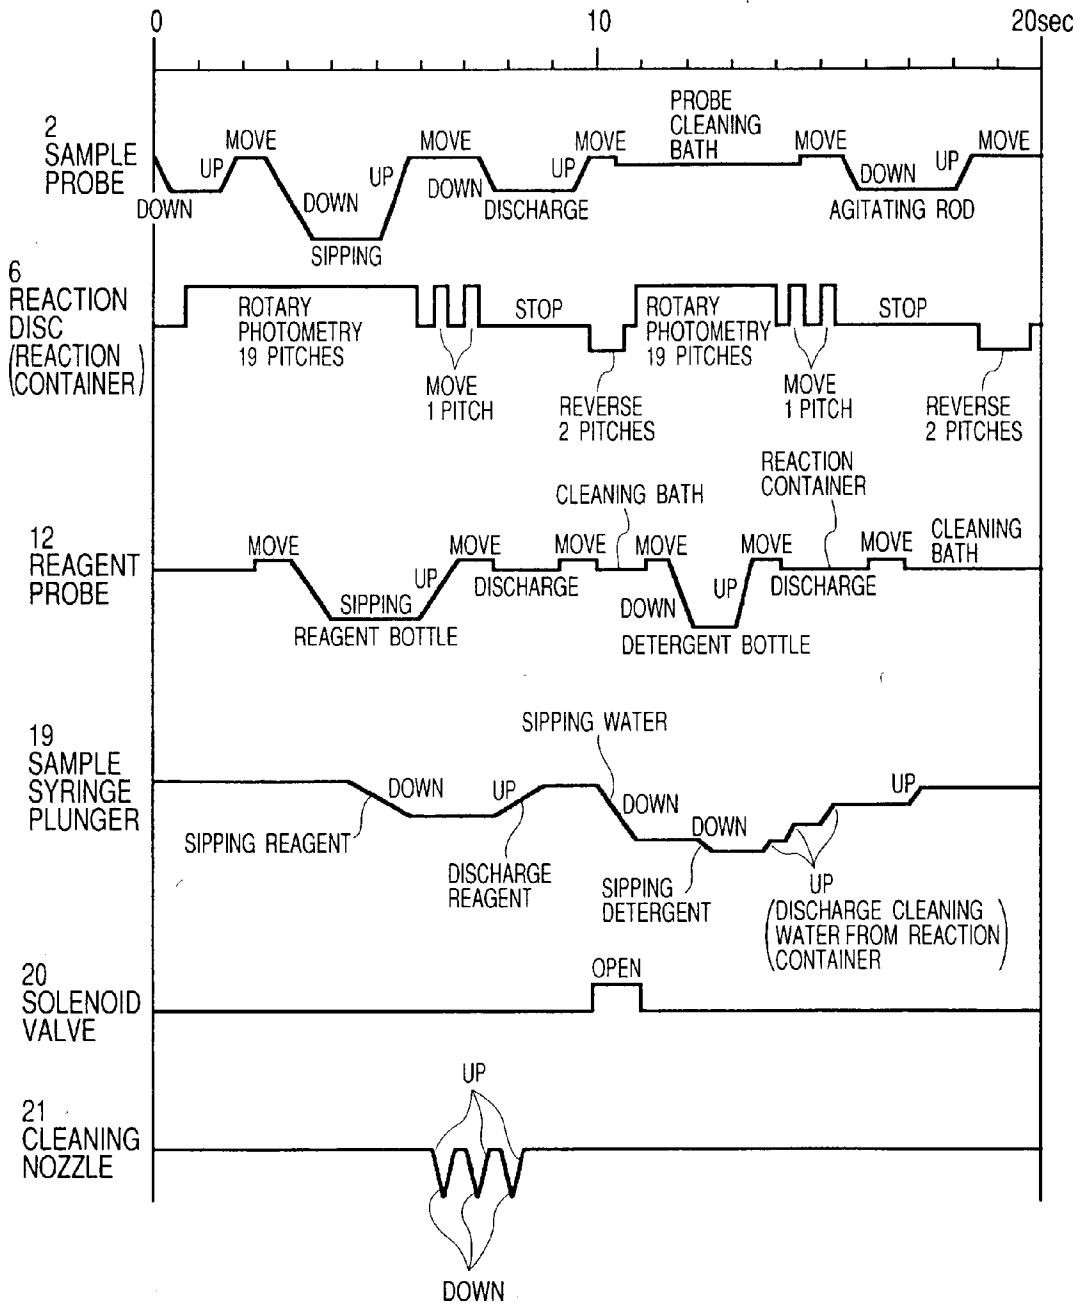 0
10
20sec
2
SAMPLE
PROBE
DOWN
UP
MOVE
DOWN
SIPPING
UP
MOVE
DOWN
DISCHARGE
UP
MOVE
PROBE
CLEANING
BATH
MOVE
DOWN
UP
AGITATING ROD
MOVE
6
REACTION
DISC
(REACTION
CONTAINER)
ROTARY
PHOTOMETRY
19 PITCHES
MOVE
1 PITCH
STOP
REVERSE
2 PITCHES
ROTARY
PHOTOMETRY
19 PITCHES
MOVE
1 PITCH
STOP
REVERSE
2 PITCHES
12
REAGENT
PROBE
MOVE
SIPPING
REAGENT BOTTLE
UP
MOVE
DISCHARGE
MOVE
CLEANING BATH
MOVE
DOWN
UP
DETERGENT BOTTLE
MOVE
DISCHARGE
REACTION
CONTAINER
MOVE
CLEANING
BATH
19
SAMPLE
SYRINGE
PLUNGER
SIPPING REAGENT
DOWN
UP
DISCHARGE
REAGENT
SIPPING WATER
DOWN
DOWN
SIPPING
DETERGENT
UP
(DISCHARGE CLEANING
WATER FROM REACTION
CONTAINER)
UP
20
SOLENOID
VALVE
OPEN
21
CLEANING
NOZZLE
UP
DOWN